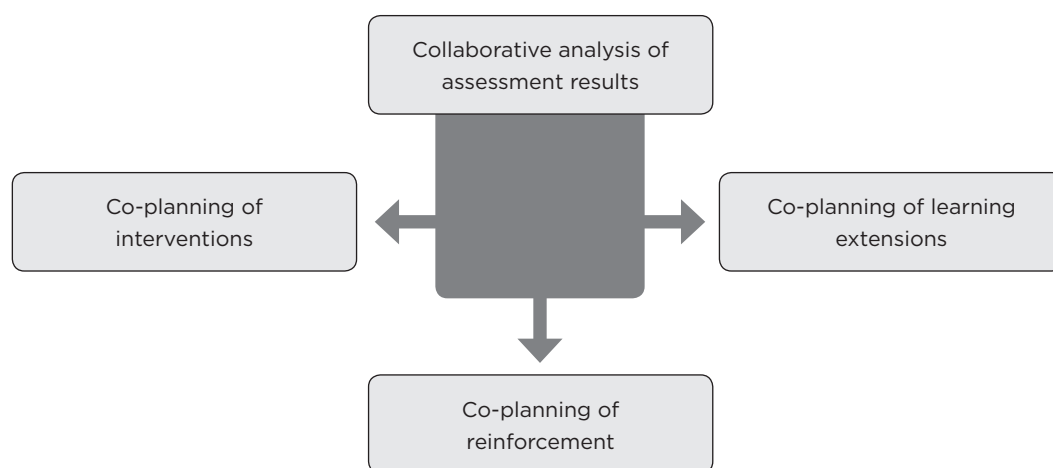 Collaborative analysis of
assessment results
Co-planning of
interventions
Co-planning of learning
extensions
Co-planning of
reinforcement